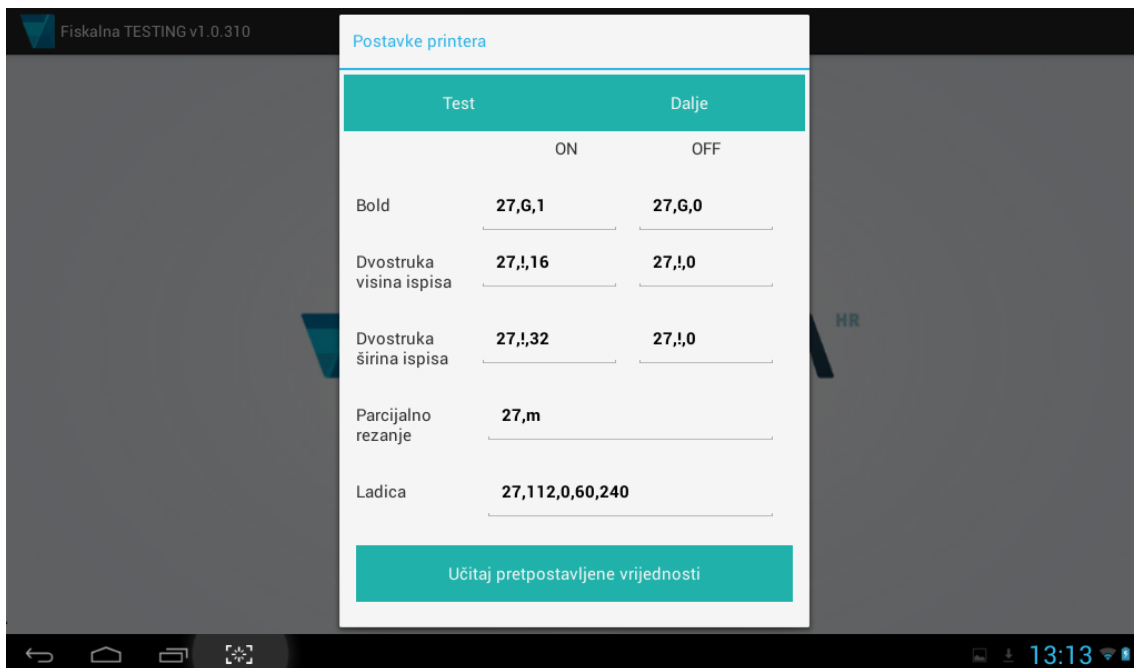 Fiskalna TESTING v1.0.310
Postavke printera
Test Dalje
ON OFF
Bold 27,G,1 27,G,0
Dvostruka
visina ispisa 27,!,16 27,!,0
Dvostruka
širina ispisa 27,!,32 27,!,0
HR
Parcijalno
rezanje 27,m
Ladica 27,112,0,60,240
Učitaj pretpostavljene vrijednosti
13:13